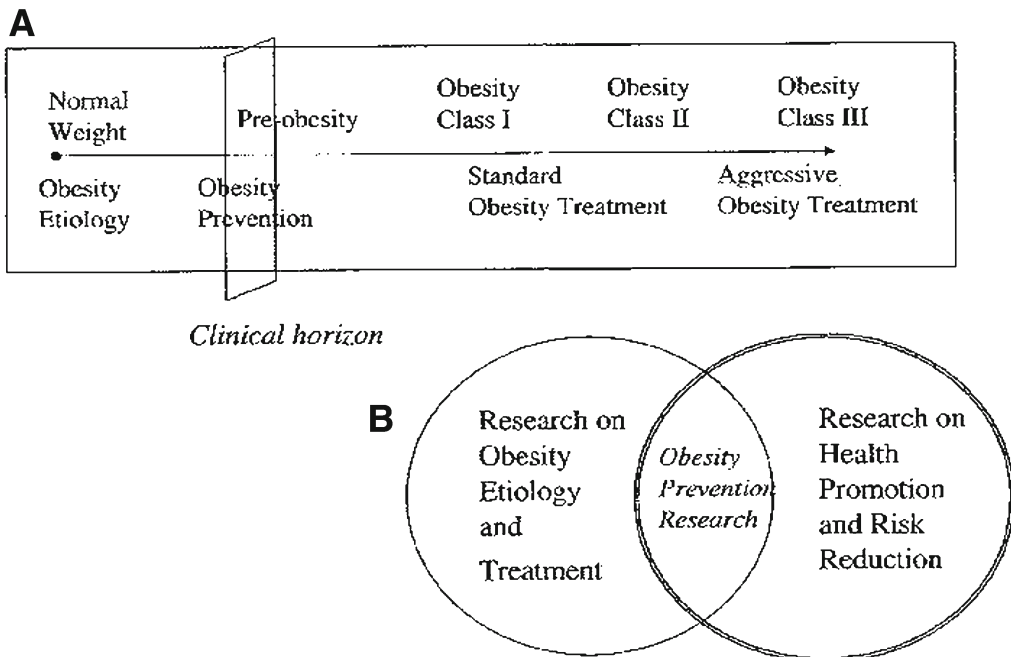 A
Normal
Weight
Pre-obesity
Obesity
Class I
Obesity
Class II
Obesity
Class III
Obesity
Etiology
Obesity
Prevention
Standard
Obesity Treatment
Aggressive
Obesity Treatment
Clinical horizon
B
Research on
Obesity
Etiology
and
Treatment
Obesity
Prevention
Research
Research on
Health
Promotion
and Risk
Reduction